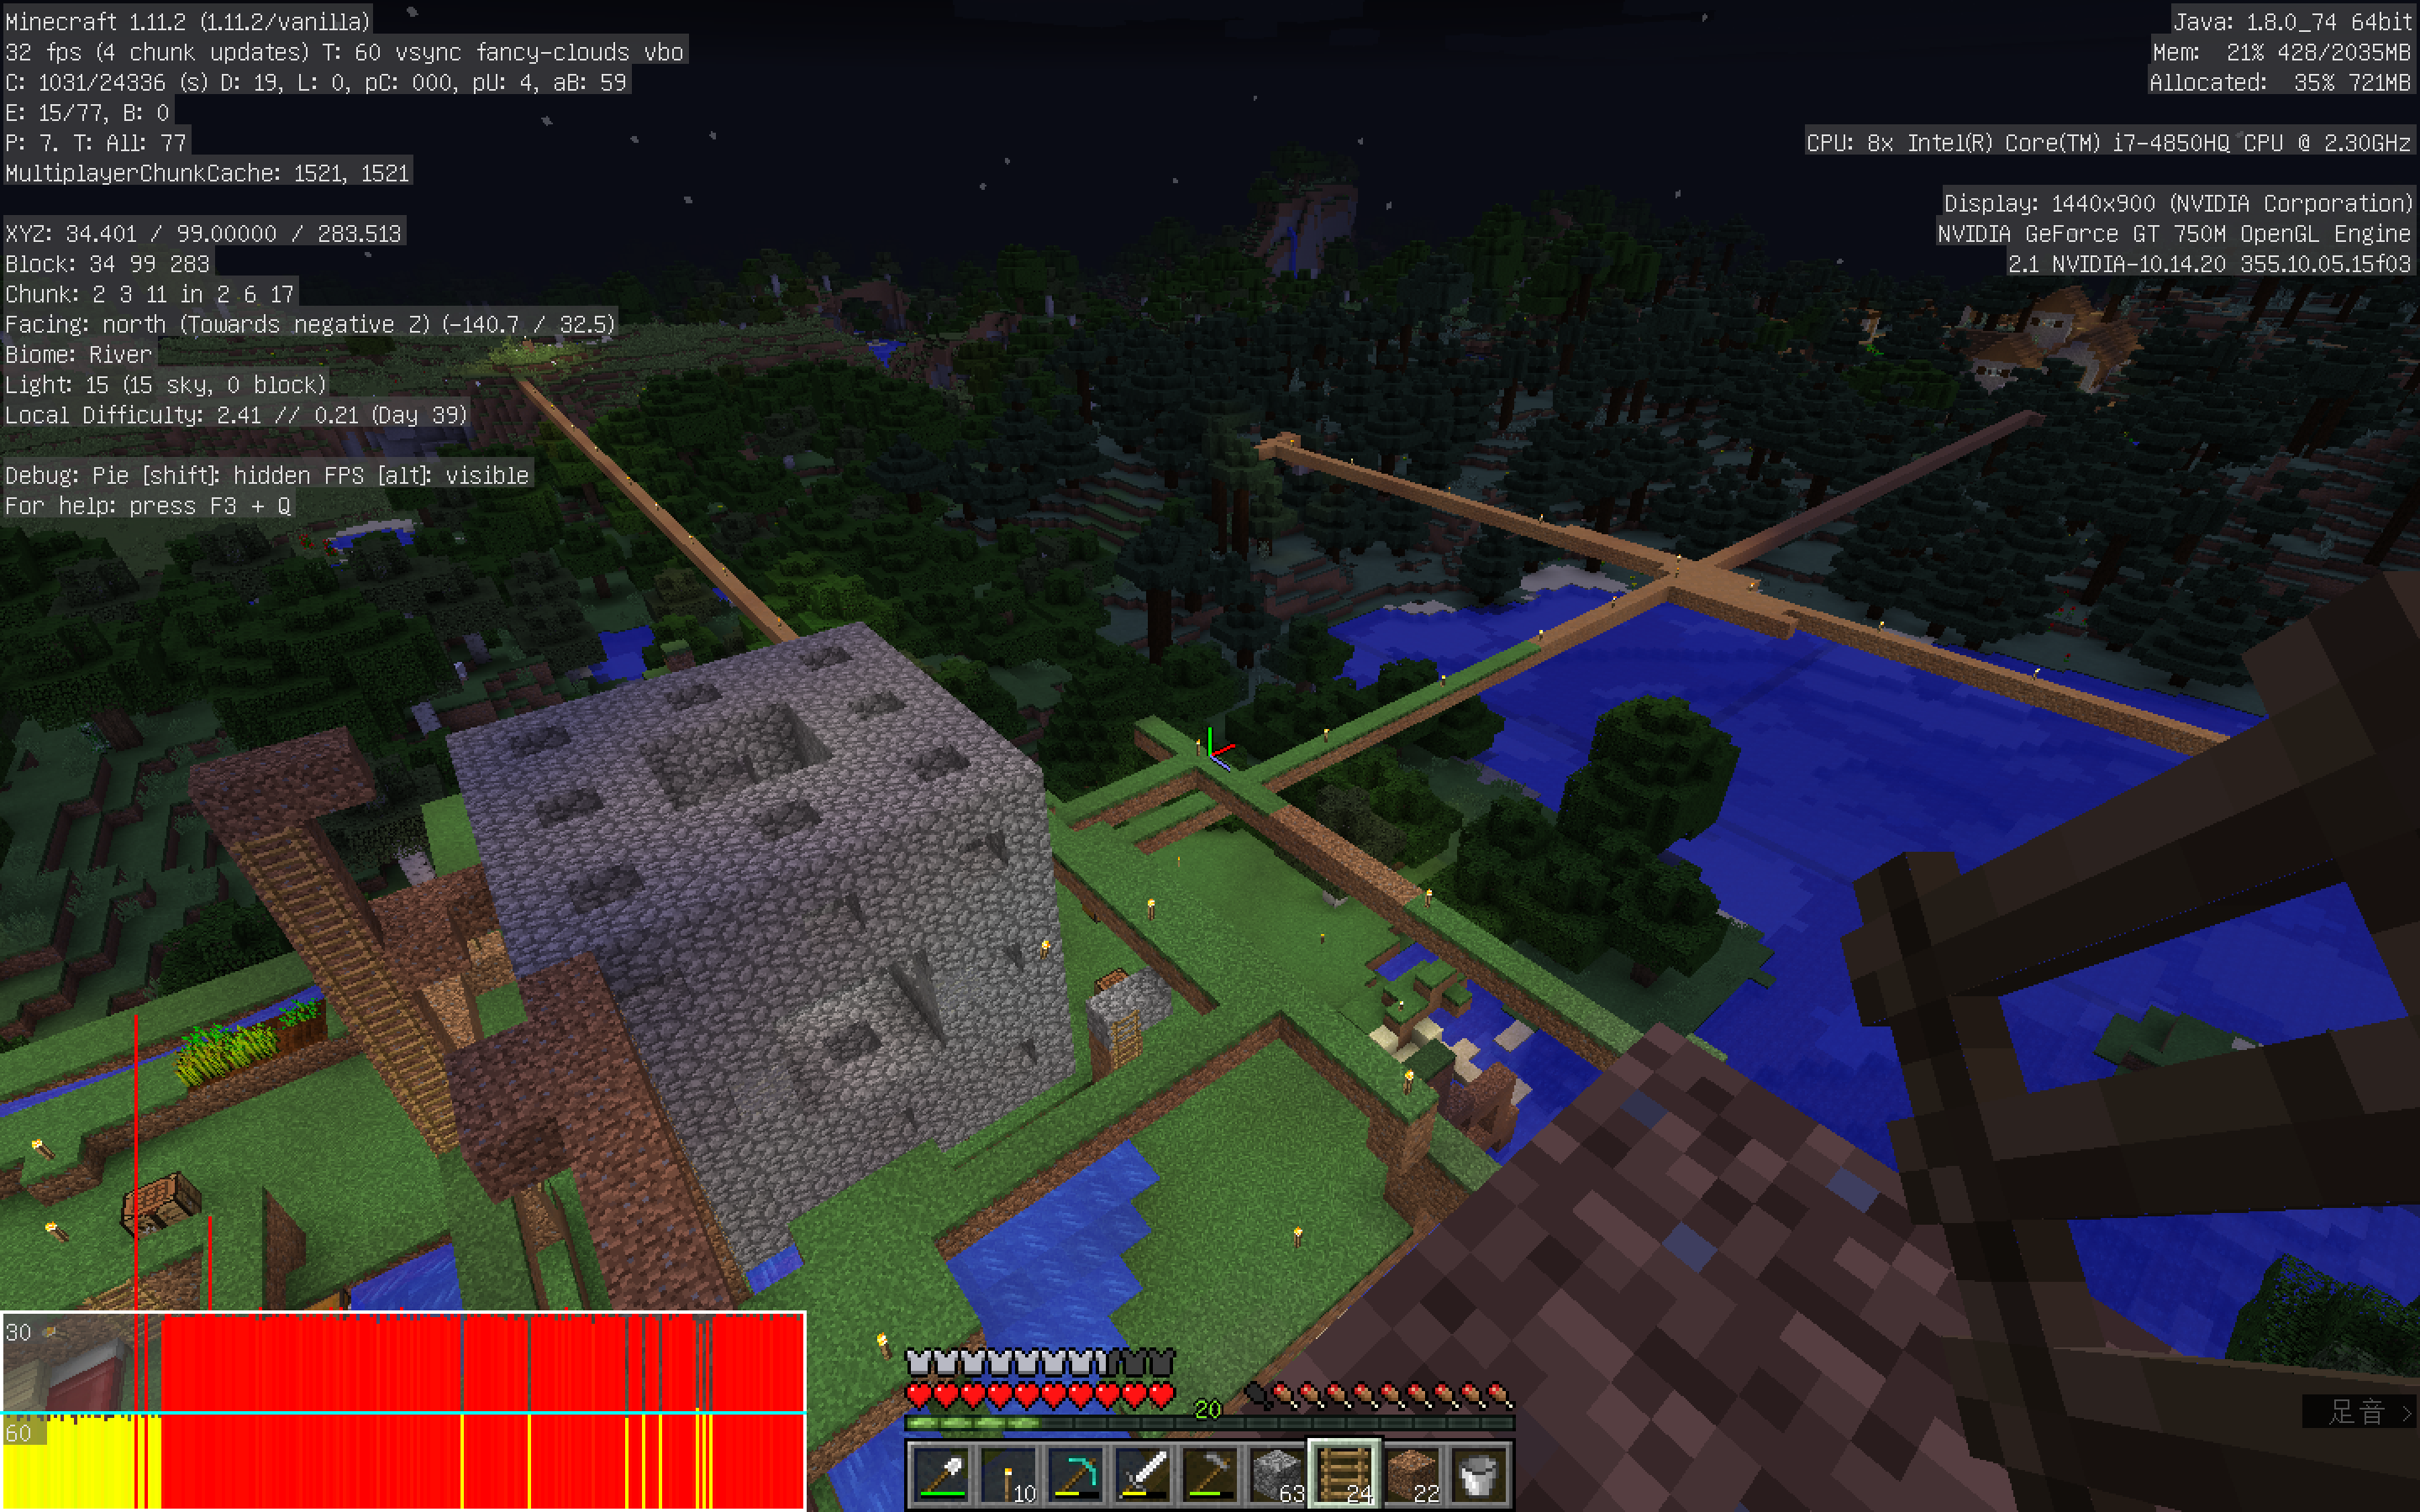 Minecraft 1.11.2 (1.11.2/vanilla)
32 fps (4 chunk updates) T: 60 vsync fancy-clouds vbo
C: 1031/24336 (s) D: 19, L: 0, pC: 000, pU: 4, aB: 59
E: 15/77, B: 0
P: 7. T: All: 77
MultiplayerChunkCache: 1521, 1521
XYZ: 34.401 / 99.00000 / 283.513
Block: 34 99 283
Chunk: 2 3 11 in 2 6 17
Facing: north (Towards negative Z) (-140.7 / 32.5)
Biome: River
Light: 15 (15 sky, 0 block)
Local Difficulty: 2.41 // 0.21 (Day 39)
Debug: Pie [shift]: hidden FPS [alt]: visible
For help: press F3 + Q
Java: 1.8.0_74 64bit
Mem: 21% 428/2035MB
Allocated: 35% 721MB
CPU: 8x Intel(R) Core(TM) i7-4850HQ CPU @ 2.30GHz
Display: 1440x900 (NVIDIA Corporation)
NVIDIA GeForce GT 750M OpenGL Engine
2.1 NVIDIA-10.14.20 355.10.05.15f03
30
60
20
足音 >
10
63
24
22